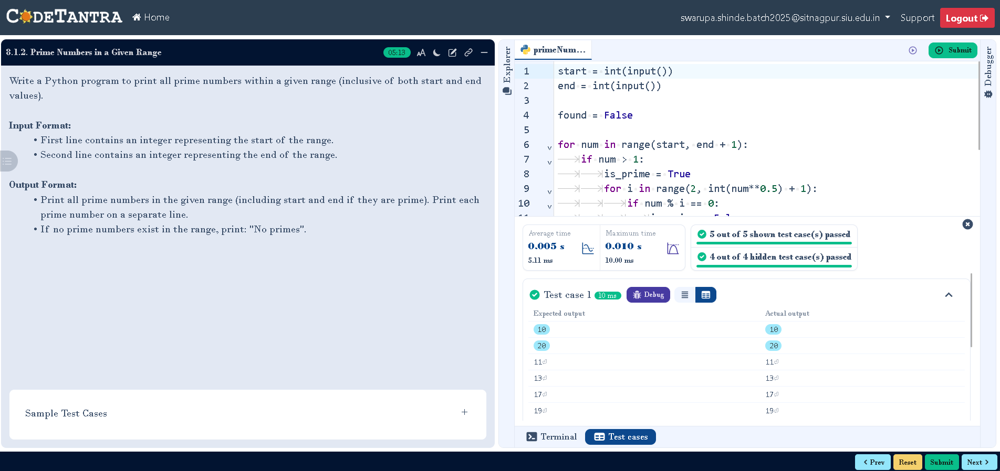 CODETANTRA
Home
swarupa.shinde.batch2025@sitnagpur.siu.edu.in
Support
Logout
8.1.2. Prime Numbers in a Given Range
05:13
AA
Write a Python program to print all prime numbers within a given range (inclusive of both start and end
values).
Input Format:
• First line contains an integer representing the start of the range.
• Second line contains an integer representing the end of the range.
Output Format:
• Print all prime numbers in the given range (including start and end if they are prime). Print each
prime number on a separate line.
• If no prime numbers exist in the range, print: "No primes".
Sample Test Cases
+
Explorer
primeNum...
Submit
Debugger
1 start = int(input())
2 end = int(input())
3
4 found = False
5
6 for num in range(start, end + 1):
7 if num > 1:
8 is_prime = True
9 for i in range(2, int(num**0.5) + 1):
10 if num % i == 0:
Average time
0.005 s
5.11 ms
Maximum time
0.010 s
10.00 ms
5 out of 5 shown test case(s) passed
4 out of 4 hidden test case(s) passed
Test case 1
10 ms
Debug
Expected output
Actual output
10
10
20
20
11
11
13
13
17
17
19
19
Terminal
Test cases
< Prev
Reset
Submit
Next >